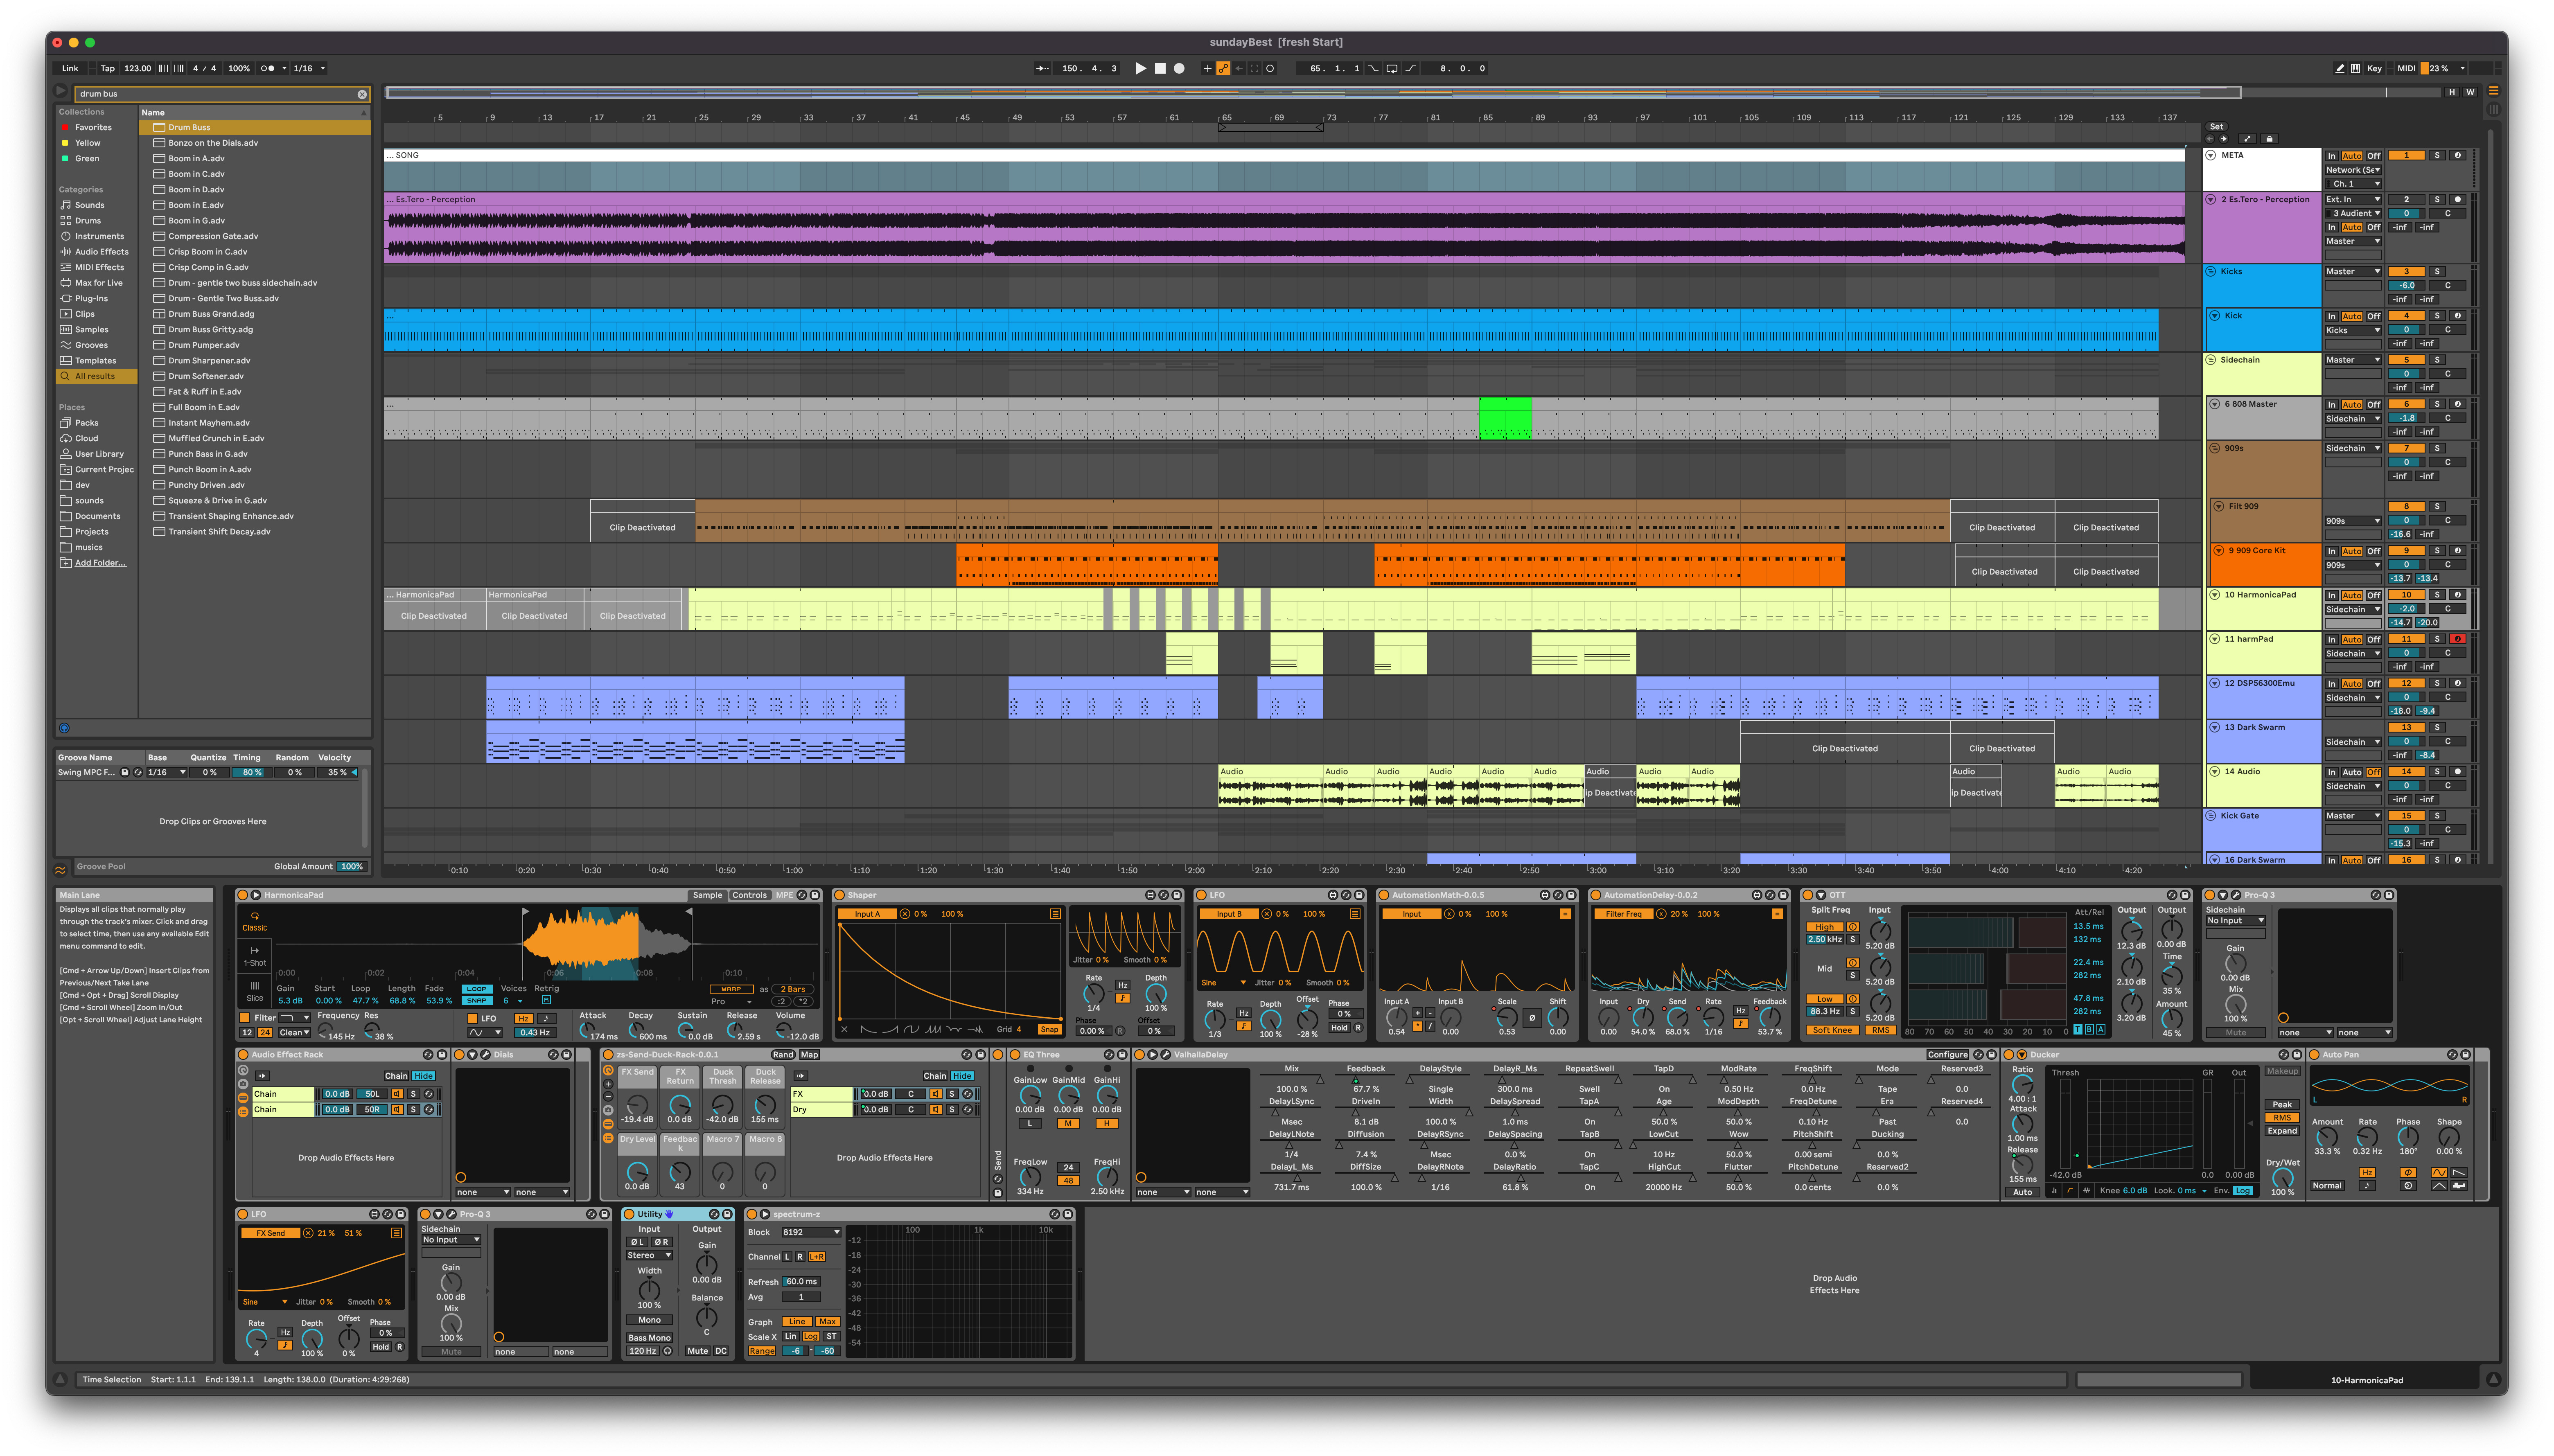 sundayBest [fresh Start]
Link Tap 123.00 4 / 4 100% 1/16
150. 4. 3
65. 1. 1 8. 0. 0
Key MIDI 23 %
drum bus
Collections
Favorites
Yellow
Green
Categories
Sounds
Drums
Instruments
Audio Effects
MIDI Effects
Max for Live
Plug-Ins
Clips
Samples
Grooves
Templates
All results
Places
Packs
Cloud
User Library
Current Projec
dev
sounds
Documents
Projects
musics
Add Folder...
Name
Drum Buss
Bonzo on the Dials.adv
Boom in A.adv
Boom in C.adv
Boom in D.adv
Boom in E.adv
Boom in G.adv
Compression Gate.adv
Crisp Boom in C.adv
Crisp Comp in G.adv
Drum - gentle two buss sidechain.adv
Drum - Gentle Two Buss.adv
Drum Buss Grand.adg
Drum Buss Gritty.adg
Drum Pumper.adv
Drum Sharpener.adv
Drum Softener.adv
Fat & Ruff in E.adv
Full Boom in E.adv
Instant Mayhem.adv
Muffled Crunch in E.adv
Punch Bass in G.adv
Punch Boom in A.adv
Punchy Driven .adv
Squeeze & Drive in G.adv
Transient Shaping Enhance.adv
Transient Shift Decay.adv
Groove Name Base Quantize Timing Random Velocity
Swing MPC F... 1/16 0 % 80 % 0 % 35 %
Drop Clips or Grooves Here
Groove Pool Global Amount 100%
H W
5 9 13 17 21 25 29 33 37 41 45 49 53 57 61 65 69 73 77 81 85 89 93 97 101 105 109 113 117 121 125 129 133 137
Set
... SONG
... Es.Tero - Perception
...
...
Clip Deactivated Clip Deactivated Clip Deactivated
Clip Deactivated Clip Deactivated
... HarmonicaPad HarmonicaPad
Clip Deactivated Clip Deactivated Clip Deactivated
Clip Deactivated Clip Deactivated
Audio Audio Audio Audio Audio Audio Audio Audio Audio Audio Audio Audio
ip Deactivate ip Deactivate
0:10 0:20 0:30 0:40 0:50 1:00 1:10 1:20 1:30 1:40 1:50 2:00 2:10 2:20 2:30 2:40 2:50 3:00 3:10 3:20 3:30 3:40 3:50 4:00 4:10 4:20
META In Auto Off 1 S
Network (Se
Ch. 1
2 Es.Tero - Perception Ext. In 2 S
3 Audient 0 C
In Auto Off -inf -inf
Master
Kicks Master 3 S
-6.0 C
-inf -inf
Kick In Auto Off 4 S
Kicks 0 C
-inf -inf
Sidechain Master 5 S
0 C
-inf -inf
6 808 Master In Auto Off 6 S
Sidechain -1.8 C
-inf -inf
909s Sidechain 7 S
0 C
-inf -inf
Filt 909 8 S
909s 0 C
-16.6 -inf
9 909 Core Kit In Auto Off 9 S
909s 0 C
-13.7 -13.4
10 HarmonicaPad In Auto Off 10 S
Sidechain -2.0 C
-14.7 -20.0
11 harmPad In Auto Off 11 S
Sidechain 0 C
-inf -inf
12 DSP56300Emu In Auto Off 12 S
Sidechain 0 C
-18.0 -9.4
13 Dark Swarm 13 S
Sidechain 0 C
-inf -8.4
14 Audio In Auto Off 14 S
Sidechain 0 C
-inf -inf
Kick Gate Master 15 S
0 C
-15.3 -inf
16 Dark Swarm In Auto Off 16 S
Main Lane
Displays all clips that normally play
through the track's mixer. Click and drag
to select time, then use any available Edit
menu command to edit.
[Cmd + Arrow Up/Down] Insert Clips from
Previous/Next Take Lane
[Cmd + Opt + Drag] Scroll Display
[Cmd + Scroll Wheel] Zoom In/Out
[Opt + Scroll Wheel] Adjust Lane Height
HarmonicaPad Sample Controls MPE
Classic
1-Shot
Slice
0:00 0:02 0:04 0:06 0:08 0:10
Gain Start Loop Length Fade LOOP Voices Retrig WARP as 2 Bars
5.3 dB 0.00 % 47.7 % 68.8 % 53.9 % SNAP 6 R Pro :2 *2
Filter Frequency Res LFO Hz Attack Decay Sustain Release Volume
12 24 Clean 145 Hz 38 % 0.43 Hz 174 ms 600 ms 0.0 dB 2.59 s -12.0 dB
Shaper
Input A 0 % 100 %
Jitter 0 % Smooth 0 %
Rate Hz Depth
1/4 100 %
Phase Offset
0.00 % R 0 %
Grid 4 Snap
LFO
Input B 0 % 100 %
Sine Jitter 0 % Smooth 0 %
Rate Hz Depth Offset Phase
0 %
1/3 100 % -28 % Hold R
AutomationMath-0.0.5
Input 0 % 100 %
Input A + - Input B Scale Shift
0.54 * / 0.00 0.53 Ø 0.00
AutomationDelay-0.0.2
Filter Freq 20 % 100 %
Input Dry Send Rate Hz Feedback
0.00 54.0 % 68.0 % 1/16 53.7 %
OTT
Split Freq Input Att/Rel Output Output
High 13.5 ms
2.50 kHz S 5.20 dB 132 ms 12.3 dB 0.00 dB
Mid 22.4 ms Time
S 5.20 dB 282 ms 2.10 dB 35 %
Low 47.8 ms Amount
88.3 Hz S 5.20 dB 282 ms 3.20 dB
Soft Knee RMS 80 70 60 50 40 30 20 10 0 T B A 45 %
Pro-Q 3
Sidechain
No Input
Gain
0.00 dB
Mix
100 %
Mute none none
Audio Effect Rack
Chain Hide
Chain 0.0 dB 50L S
Chain 0.0 dB 50R S
Drop Audio Effects Here
Dials
none none
zs-Send-Duck-Rack-0.0.1 Rand Map
FX Send FX Return Duck Thresh Duck Release
-19.4 dB 0.0 dB -42.0 dB 155 ms
Dry Level Feedbac k Macro 7 Macro 8
0.0 dB 43 0 0
Chain Hide
FX 0.0 dB C S
Dry 0.0 dB C S
Drop Audio Effects Here
Send
EQ Three
GainLow GainMid GainHi
0.00 dB 0.00 dB 0.00 dB
L M H
FreqLow 24 FreqHi
334 Hz 48 2.50 kHz
ValhallaDelay Configure
none none
Mix Feedback DelayStyle DelayR_Ms RepeatSwell TapD ModRate FreqShift Mode Reserved3
100.0 % 67.7 % Single 300.0 ms Swell On 0.50 Hz 0.0 Hz Tape 0.0
DelayLSync DriveIn Width DelaySpread TapA Age ModDepth FreqDetune Era Reserved4
Msec 8.1 dB 100.0 % 1.0 ms On 50.0 % 50.0 % 0.10 Hz Past 0.0
DelayLNote Diffusion DelayRSync DelaySpacing TapB LowCut Wow PitchShift Ducking
1/4 7.4 % Msec 0.0 % On 10 Hz 50.0 % 0.00 semi 0.0 %
DelayL_Ms DiffSize DelayRNote DelayRatio TapC HighCut Flutter PitchDetune Reserved2
731.7 ms 100.0 % 1/16 61.8 % On 20000 Hz 50.0 % 0.0 cents 0.0 %
Ducker
Ratio Thresh GR Out Makeup
4.00 : 1
Attack Peak
RMS
1.00 ms Expand
Release
155 ms -42.0 dB 0.0 0.00 dB Dry/Wet
Auto Knee 6.0 dB Look. 0 ms Env. Log 100 %
Auto Pan
L R
Amount Rate Phase Shape
33.3 % 0.32 Hz 180° 0.00 %
Normal Hz
LFO
FX Send 21 % 51 %
Sine Jitter 0 % Smooth 0 %
Rate Hz Depth Offset Phase
0 %
4 100 % 0 % Hold R
Pro-Q 3
Sidechain
No Input
Gain
0.00 dB
Mix
100 %
Mute none none
Utility
Input Output
Ø L Ø R Gain
Stereo
Width 0.00 dB
Balance
100 %
Mono
Bass Mono C
120 Hz Mute DC
spectrum-z
Block 8192
Channel L R L+R
Refresh 60.0 ms
Avg 1
Graph Line Max
Scale X Lin Log ST
Range -6 -60
100 1k 10k
-12
-18
-24
-30
-36
-42
-48
-54
Drop Audio
Effects Here
Time Selection Start: 1.1.1 End: 139.1.1 Length: 138.0.0 (Duration: 4:29:268)
10-HarmonicaPad